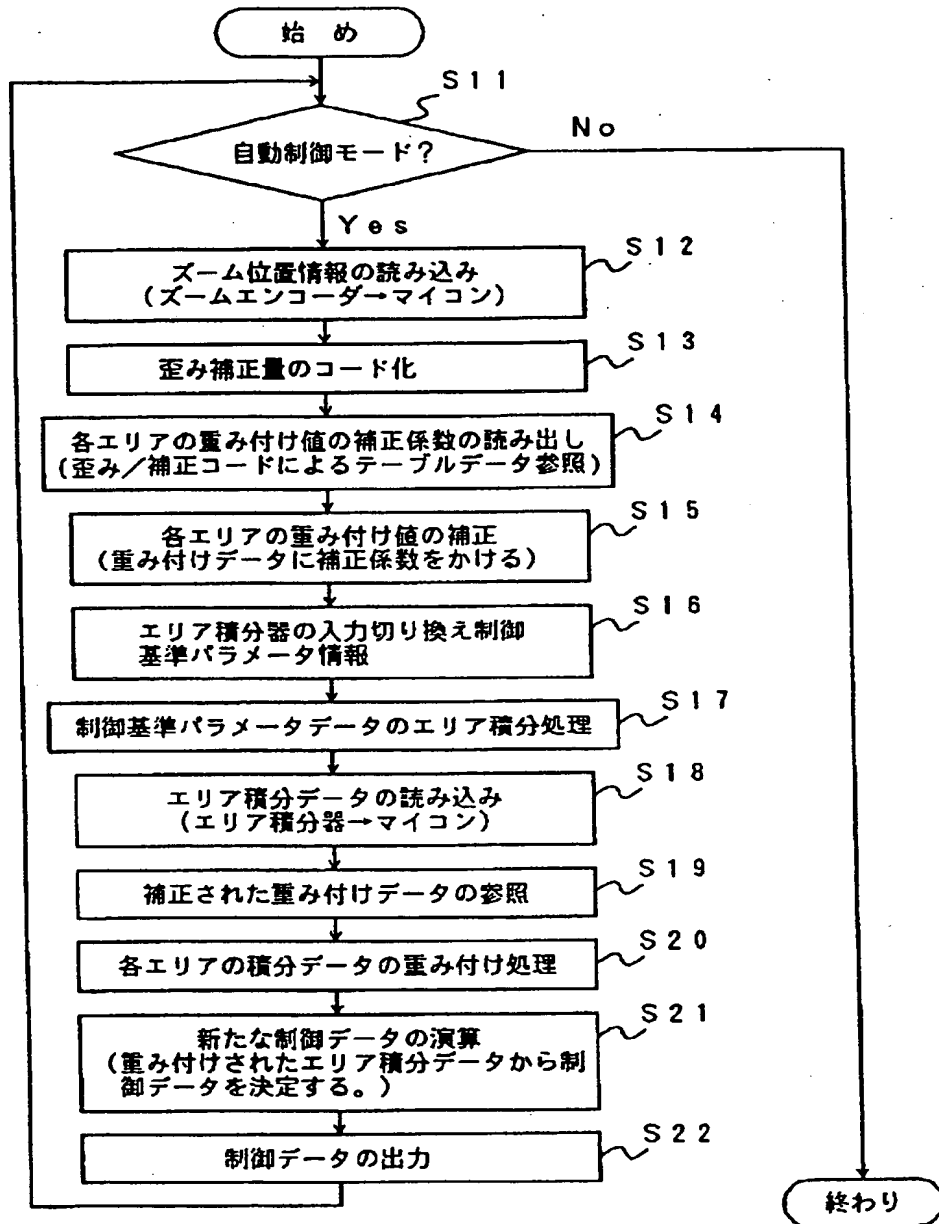 始め
S11
自動制御モード？
No
Yes
S12
ズーム位置情報の読み込み
（ズームエンコーダ→マイコン）
S13
歪み補正量のコード化
S14
各エリアの重み付け値の補正係数の読み出し
（歪み／補正コードによるテーブルデータ参照）
S15
各エリアの重み付け値の補正
（重み付けデータに補正係数をかける）
S16
エリア積分器の入力切り換え制御
基準パラメータ情報
S17
制御基準パラメータデータのエリア積分処理
S18
エリア積分データの読み込み
（エリア積分器→マイコン）
S19
補正された重み付けデータの参照
S20
各エリアの積分データの重み付け処理
S21
新たな制御データの演算
（重み付けされたエリア積分データから制
御データを決定する。）
S22
制御データの出力
終わり